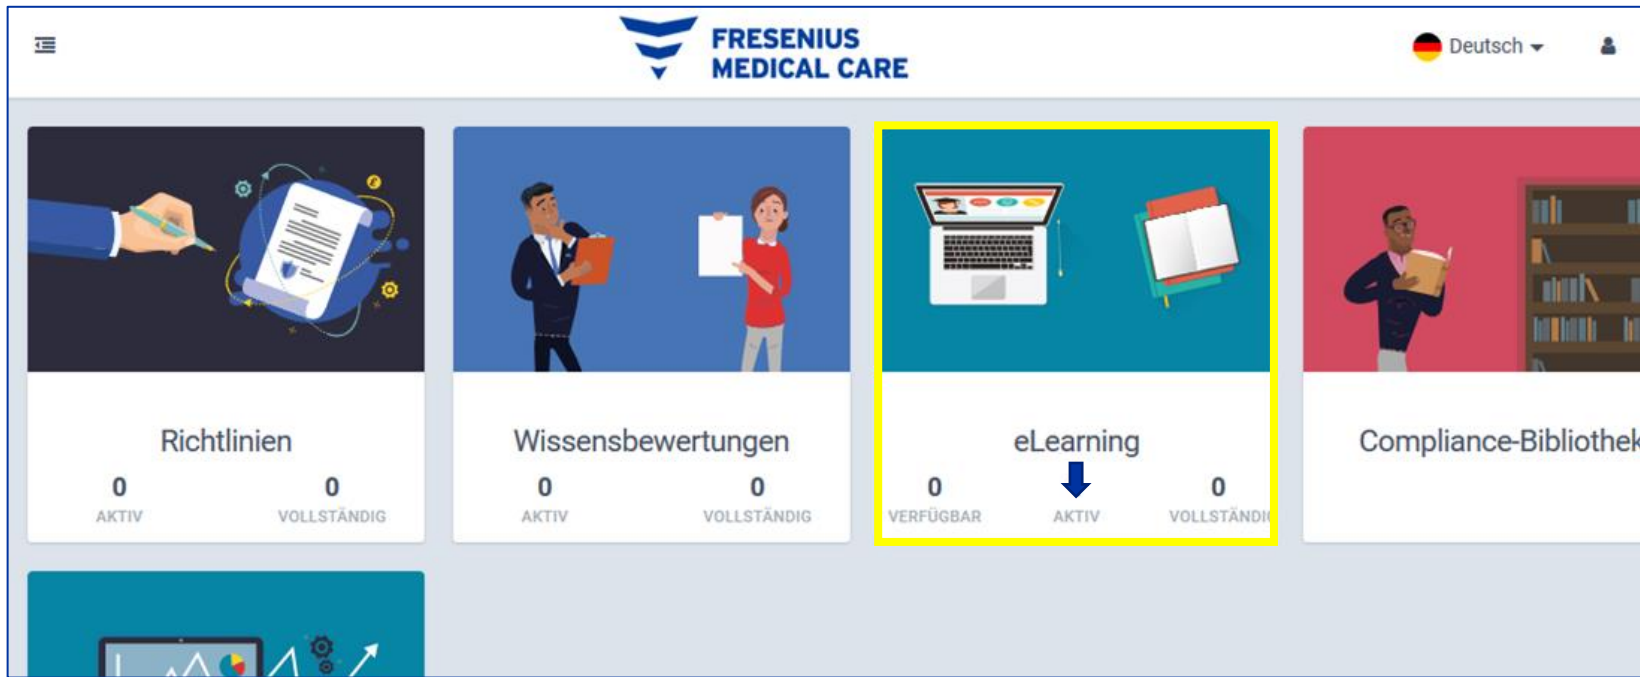 FRESENIUS
MEDICAL CARE
Deutsch
Richtlinien
0 0
AKTIV VOLLSTÄNDIG
Wissensbewertungen
0 0
AKTIV VOLLSTÄNDIG
eLearning
0 0
VERFÜGBAR AKTIV VOLLSTÄNDI
Compliance-Bibliothek